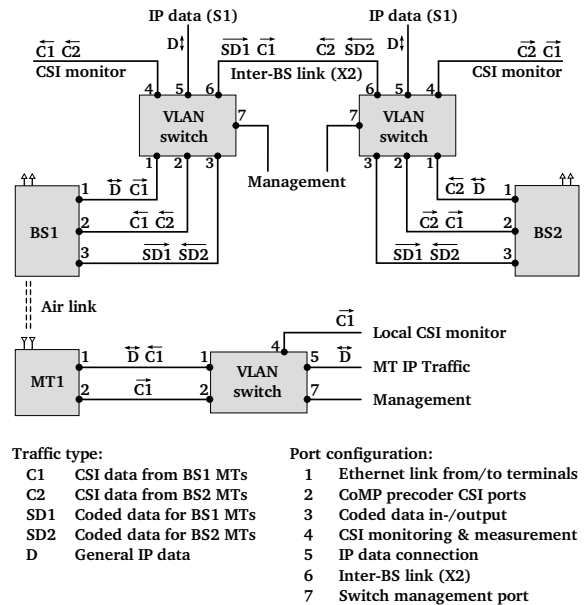 IP data (S1)
IP data (S1)
C1 C2
D
SD1 C1
C2 SD2
D
C2 C1
CSI monitor
Inter-BS link (X2)
CSI monitor
4 5 6
6 5 4
VLAN switch
7
7
VLAN switch
1 2 3
3 2 1
Management
BS1
1 D C1
2 C1 C2
3 SD1 SD2
C2 D 1
C2 C1 2
SD1 SD2 3
BS2
Air link
C1
Local CSI monitor
4
MT1
1 D C1 1
2 C1 2
VLAN
switch
5 D MT IP Traffic
7 Management
Traffic type:
C1 CSI data from BS1 MTs
C2 CSI data from BS2 MTs
SD1 Coded data for BS1 MTs
SD2 Coded data for BS2 MTs
D General IP data
Port configuration:
1 Ethernet link from/to terminals
2 CoMP precoder CSI ports
3 Coded data in-/output
4 CSI monitoring & measurement
5 IP data connection
6 Inter-BS link (X2)
7 Switch management port